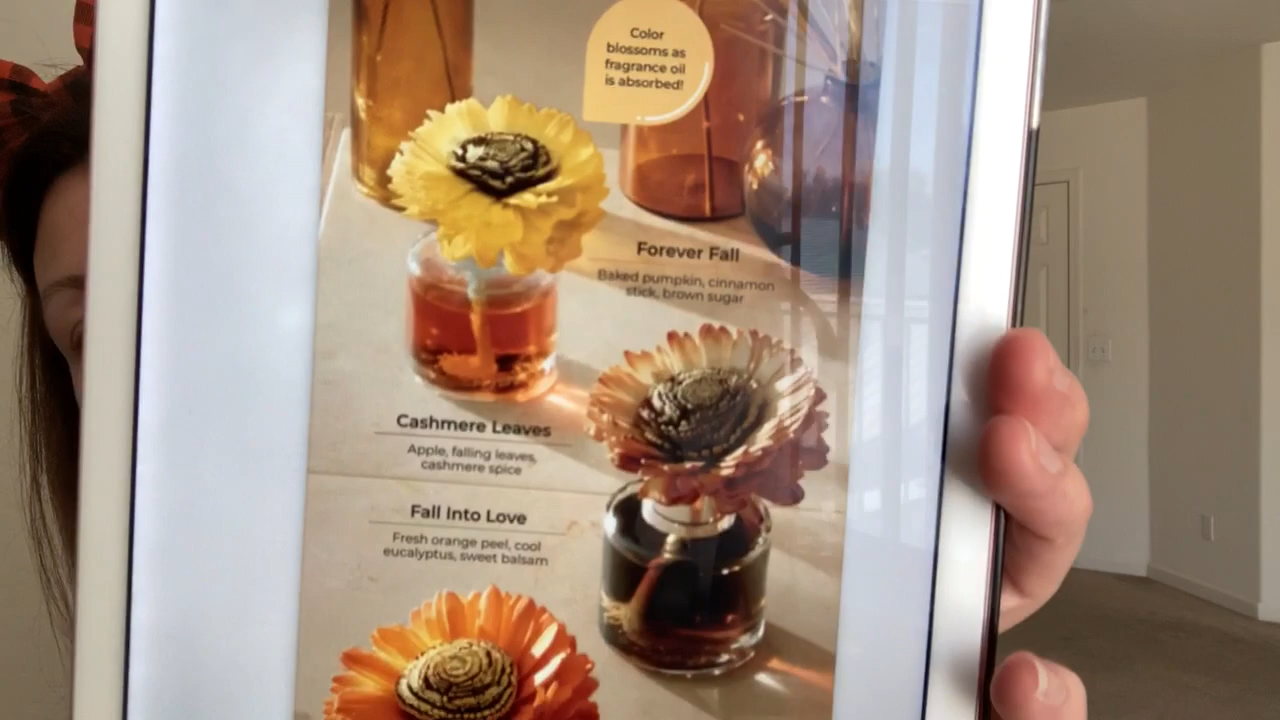 Color
blossoms as
fragrance oil
is absorbed!
Forever Fall
Baked pumpkin, cinnamon
stick, brown sugar
Cashmere Leaves
Apple, falling leaves,
cashmere spice
Fall Into Love
Fresh orange peel, cool
eucalyptus, sweet balsam